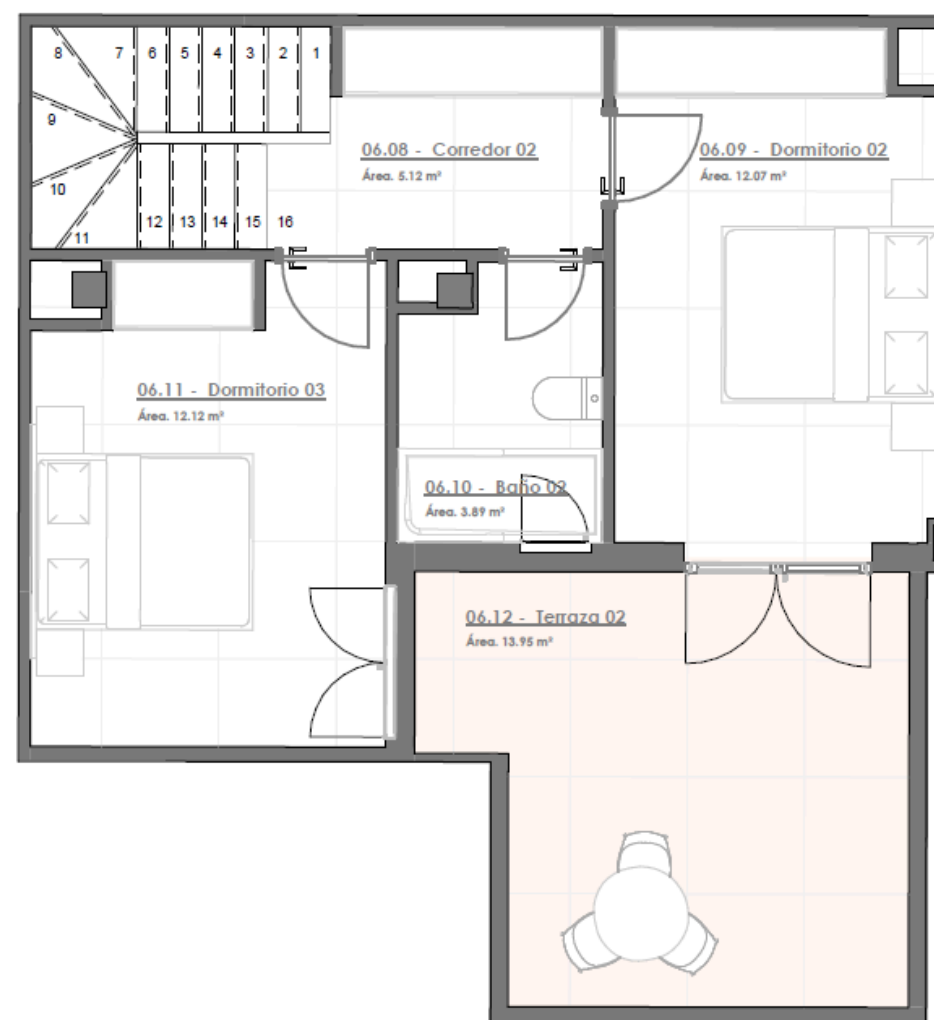 8 7 6 5 4 3 2 1
9
10
11 12 13 14 15 16
06.08 - Corredor 02
Área. 5.12 m²
06.09 - Dormitorio 02
Área. 12.07 m²
06.11 - Dormitorio 03
Área. 12.12 m²
06.10 - Baño 02
Área. 3.89 m²
06.12 - Terraza 02
Área. 13.95 m²